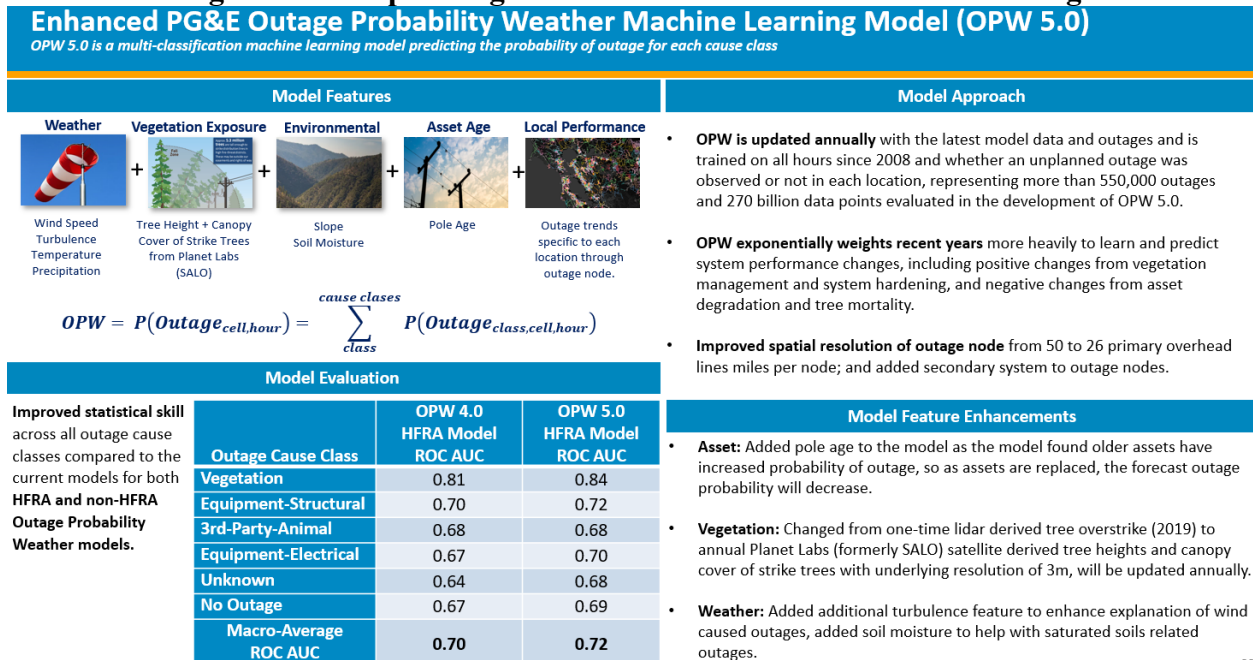 Enhanced PG&E Outage Probability Weather Machine Learning Model (OPW 5.0)
OPW 5.0 is a multi-classification machine learning model predicting the probability of outage for each cause class
Model Features
Weather
Vegetation Exposure
Environmental
Asset Age
Local Performance
+
+
+
+
Wind Speed
Turbulence
Temperature
Precipitation
Tree Height + Canopy
Cover of Strike Trees
from Planet Labs
(SALO)
Slope
Soil Moisture
Pole Age
Outage trends
specific to each
location through
outage node.
cause clases
OPW = P(Outage cell,hour) = ∑ P(Outage class,cell,hour)
class
Model Evaluation
Improved statistical skill
across all outage cause
classes compared to the
current models for both
HFRA and non-HFRA
Outage Probability
Weather models.
Outage Cause Class
OPW 4.0
HFRA Model
ROC AUC
OPW 5.0
HFRA Model
ROC AUC
Vegetation 0.81 0.84
Equipment-Structural 0.70 0.72
3rd-Party-Animal 0.68 0.68
Equipment-Electrical 0.67 0.70
Unknown 0.64 0.68
No Outage 0.67 0.69
Macro-Average
ROC AUC
0.70 0.72
Model Approach
• OPW is updated annually with the latest model data and outages and is
trained on all hours since 2008 and whether an unplanned outage was
observed or not in each location, representing more than 550,000 outages
and 270 billion data points evaluated in the development of OPW 5.0.
• OPW exponentially weights recent years more heavily to learn and predict
system performance changes, including positive changes from vegetation
management and system hardening, and negative changes from asset
degradation and tree mortality.
• Improved spatial resolution of outage node from 50 to 26 primary overhead
lines miles per node; and added secondary system to outage nodes.
Model Feature Enhancements
• Asset: Added pole age to the model as the model found older assets have
increased probability of outage, so as assets are replaced, the forecast outage
probability will decrease.
• Vegetation: Changed from one-time lidar derived tree overstrike (2019) to
annual Planet Labs (formerly SALO) satellite derived tree heights and canopy
cover of strike trees with underlying resolution of 3m, will be updated annually.
• Weather: Added additional turbulence feature to enhance explanation of wind
caused outages, added soil moisture to help with saturated soils related
outages.